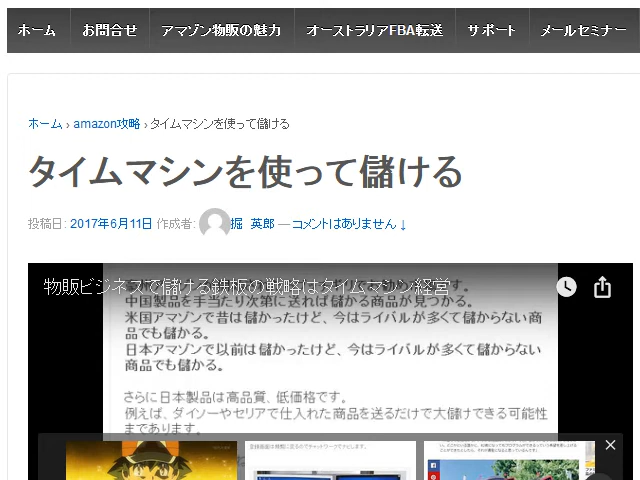 ホーム お問合せ アマゾン物販の魅力 オーストラリアFBA転送 サポート メールセミナー
ホーム › amazon攻略 › タイムマシンを使って儲ける
タイムマシンを使って儲ける
投稿日: 2017年6月11日 作成者: 堀 英郎 — コメントはありません ↓
物販ビジネスで儲ける鉄板の戦略はタイムマシン経営
中国製品を手当たり次第に送れば儲かる商品が見つかる。
米国アマゾンで昔は儲かったけど、今はライバルが多くて儲からない商
品でも儲かる。
日本アマゾンで以前は儲かったけど、今はライバルが多くて儲からない
商品でも儲かる。
さらに日本製品は高品質、低価格です。
例えば、ダイソーやセリアで仕入れた商品を送るだけで大儲けできる可能性
まであります。